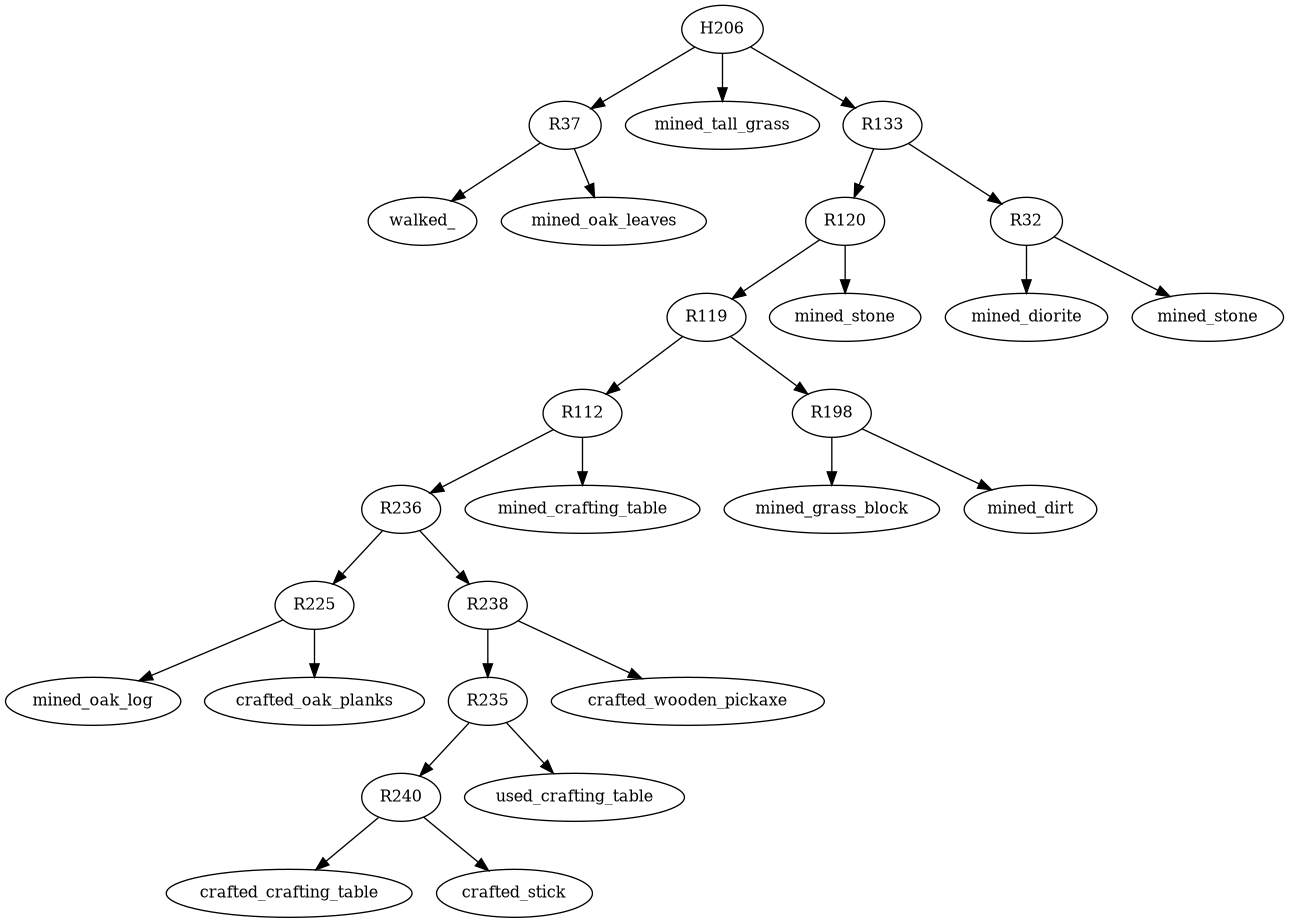 H206
R37
mined_tall_grass
R133
walked_
mined_oak_leaves
R120
R32
R119
mined_stone
mined_diorite
mined_stone
R112
R198
R236
mined_crafting_table
mined_grass_block
mined_dirt
R225
R238
mined_oak_log
crafted_oak_planks
R235
crafted_wooden_pickaxe
R240
used_crafting_table
crafted_crafting_table
crafted_stick